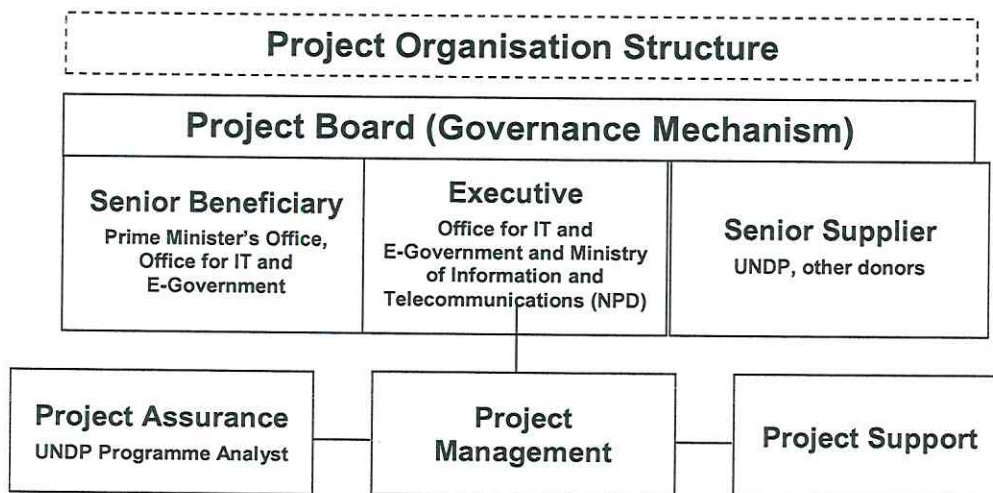 Project Organisation Structure
Project Board (Governance Mechanism)
Senior Beneficiary
Prime Minister's Office,
Office for IT and
E-Government
Executive
Office for IT and
E-Government and Ministry
of Information and
Telecommunications (NPD)
Senior Supplier
UNDP, other donors
Project Assurance
UNDP Programme Analyst
Project
Management
Project Support